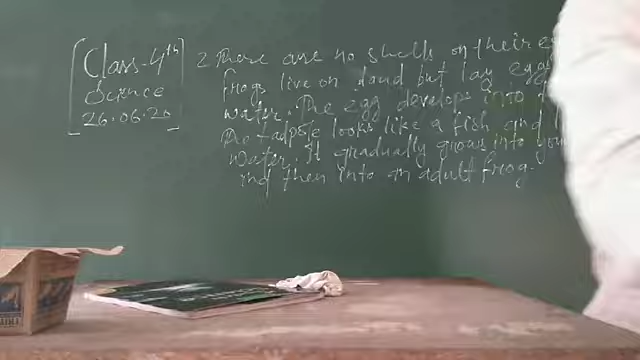 Class-4th
Science
26.06.20
2. There are no shells on their
frogs live on land but lay eggs
water. The egg develops into
The tadpole looks like a fish and
water. It gradually grows into
and then into an adult frog.